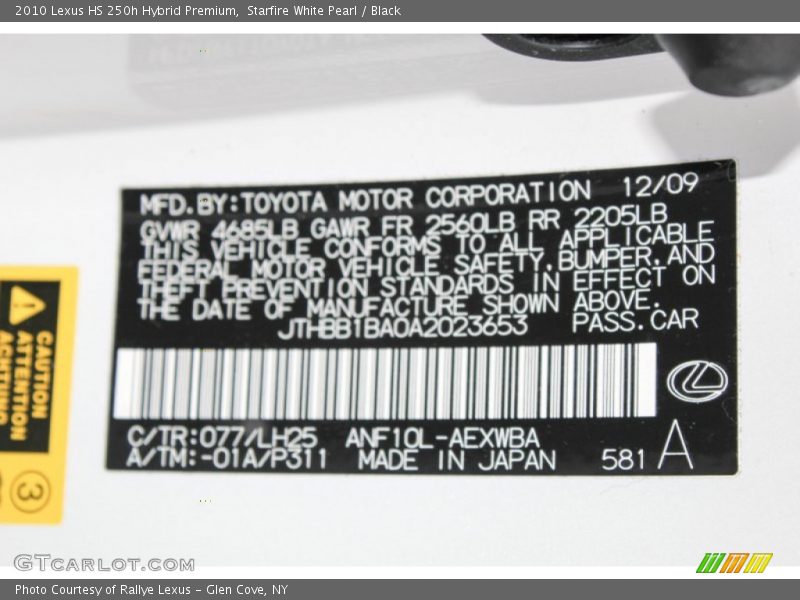 2010 Lexus HS 250h Hybrid Premium,  Starfire White Pearl / Black
MFD.BY:TOYOTA MOTOR CORPORATION 12/09
GVWR 4685LB GAWR FR 2560LB RR 2205LB
THIS VEHICLE CONFORMS TO ALL APPLICABLE
FEDERAL MOTOR VEHICLE SAFETY,BUMPER,AND
THEFT PREVENTION STANDARDS IN EFFECT ON
THE DATE OF MANUFACTURE SHOWN ABOVE.
JTHBB1BA0A2023653 PASS.CAR
C/TR:077/LH25 ANF10L-AEXWBA
A/TM:-01A/P311 MADE IN JAPAN 581 A
CAUTION
ATTENTION
3
GTCARLOT.COM
Photo Courtesy of Rallye Lexus - Glen Cove, NY